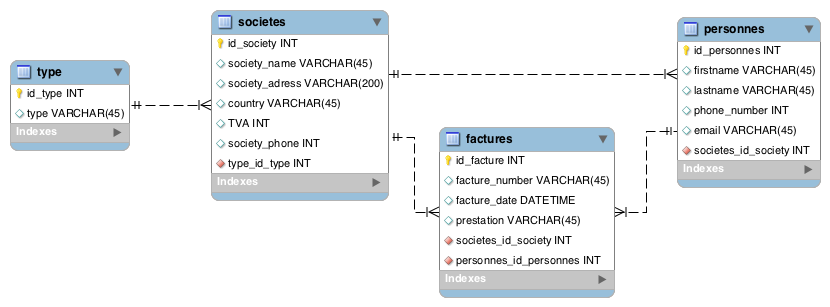 type
id_type INT
type VARCHAR(45)
Indexes
societes
id_society INT
society_name VARCHAR(45)
society_adress VARCHAR(200)
country VARCHAR(45)
TVA INT
society_phone INT
type_id_type INT
Indexes
factures
id_facture INT
facture_number VARCHAR(45)
facture_date DATETIME
prestation VARCHAR(45)
societes_id_society INT
personnes_id_personnes INT
Indexes
personnes
id_personnes INT
firstname VARCHAR(45)
lastname VARCHAR(45)
phone_number INT
email VARCHAR(45)
societes_id_society INT
Indexes